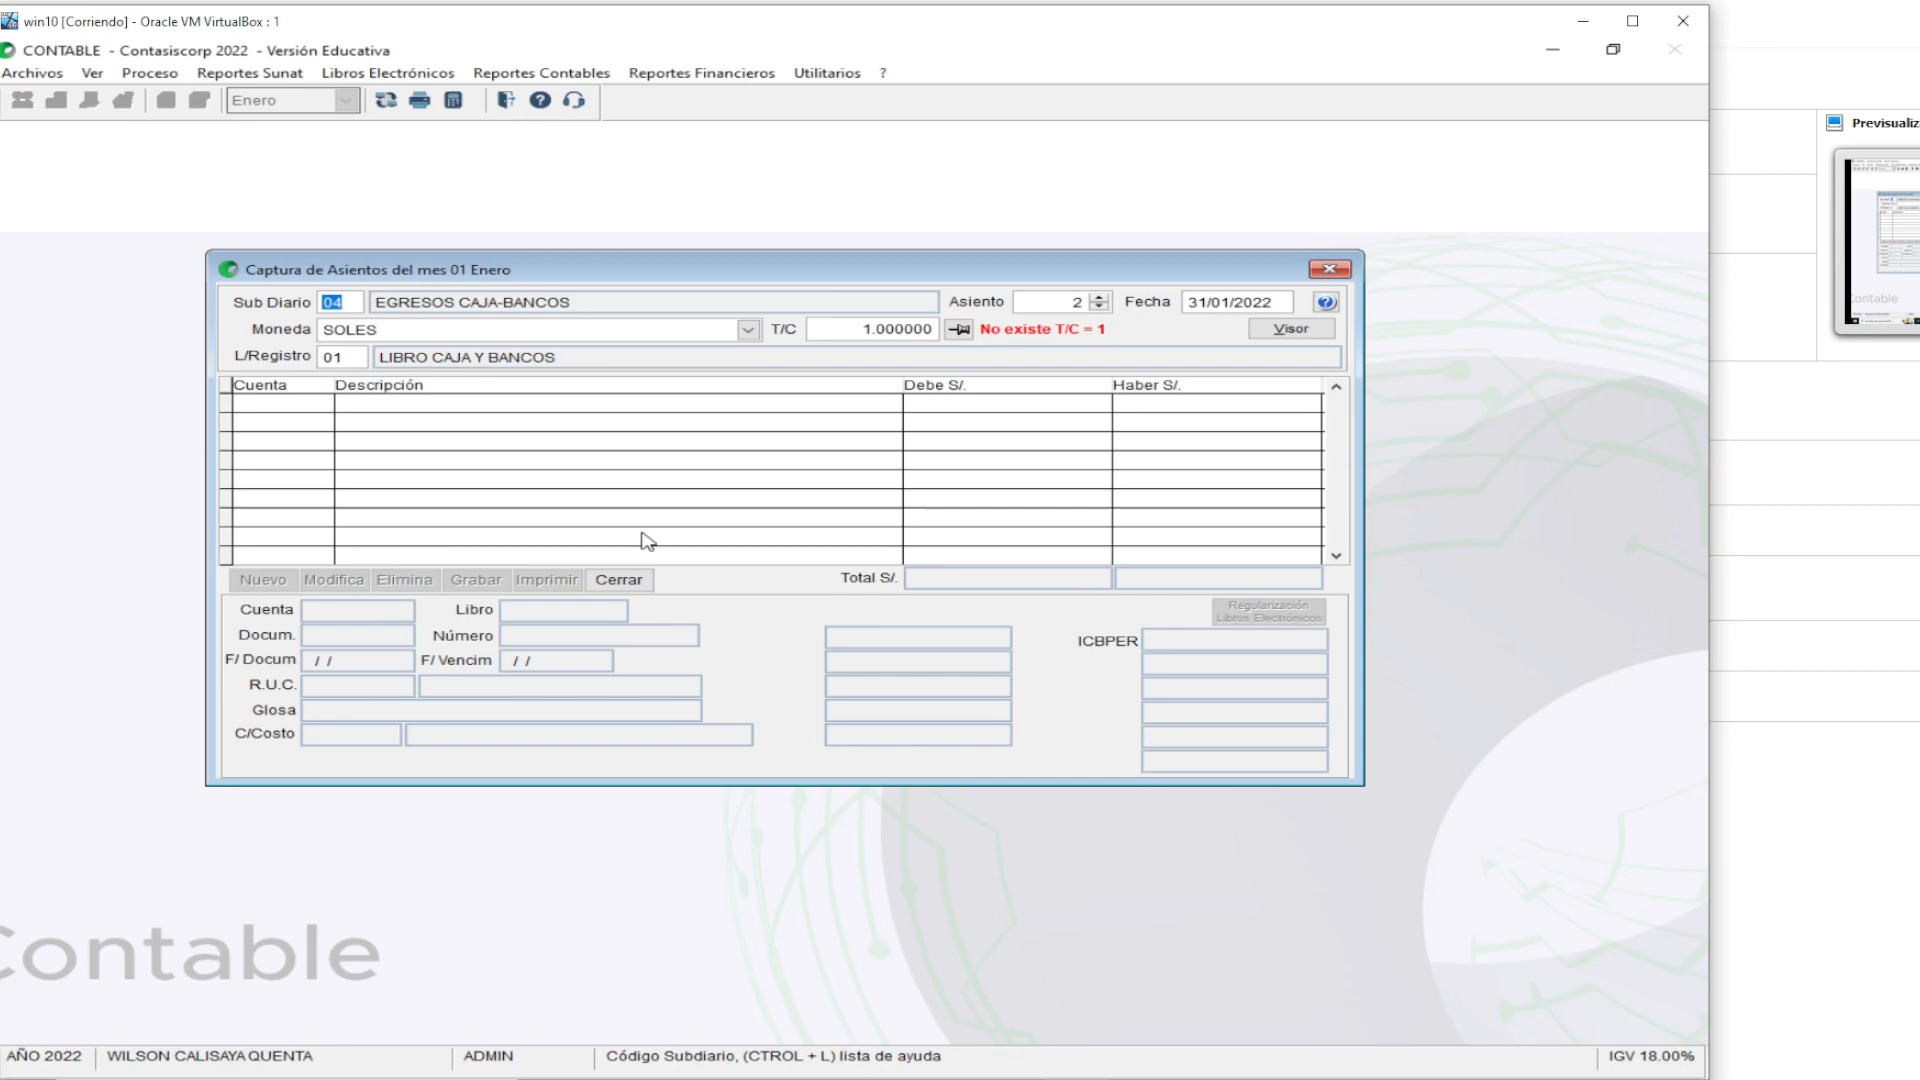 win10 [Corriendo] - Oracle VM VirtualBox : 1
CONTABLE - Contasiscorp 2022 - Versión Educativa
Archivos Ver Proceso Reportes Sunat Libros Electrónicos Reportes Contables Reportes Financieros Utilitarios ?
Enero
Previsualiz
Captura de Asientos del mes 01 Enero
Sub Diario 04 EGRESOS CAJA-BANCOS Asiento 2 Fecha 31/01/2022
Moneda SOLES T/C 1.000000 No existe T/C = 1 Visor
L/Registro 01 LIBRO CAJA Y BANCOS
Cuenta Descripción Debe S/. Haber S/.
Nuevo Modifica Elimina Grabar Imprimir Cerrar Total S/.
Cuenta Libro Regularización Libros Electrónicos
Docum. Número ICBPER
F/ Docum / / F/ Vencim / /
R.U.C.
Glosa
C/Costo
Contable
AÑO 2022 WILSON CALISAYA QUENTA ADMIN Código Subdiario, (CTROL + L) lista de ayuda IGV 18.00%